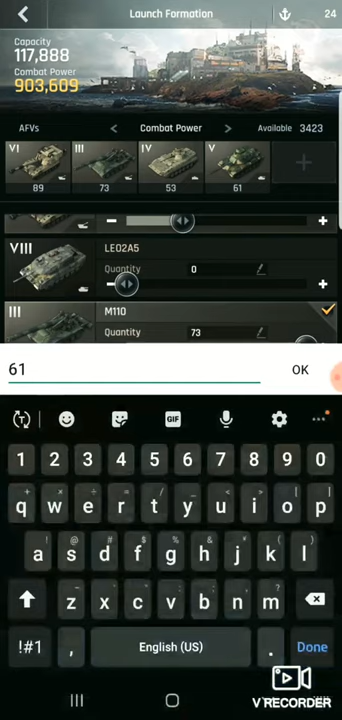 Launch Formation
24
Capacity
117,888
Combat Power
903,609
AFVs
Combat Power
Available 3423
VI
III
IV
V
89
73
53
61
VIII
LEO2A5
Quantity
0
III
M110
Quantity
73
61
OK
T
GIF
1 2 3 4 5 6 7 8 9 0
q w e r t y u i o p
a s d f g h j k l
z x c v b n m
!#1
,
English (US)
.
Done
V RECORDER